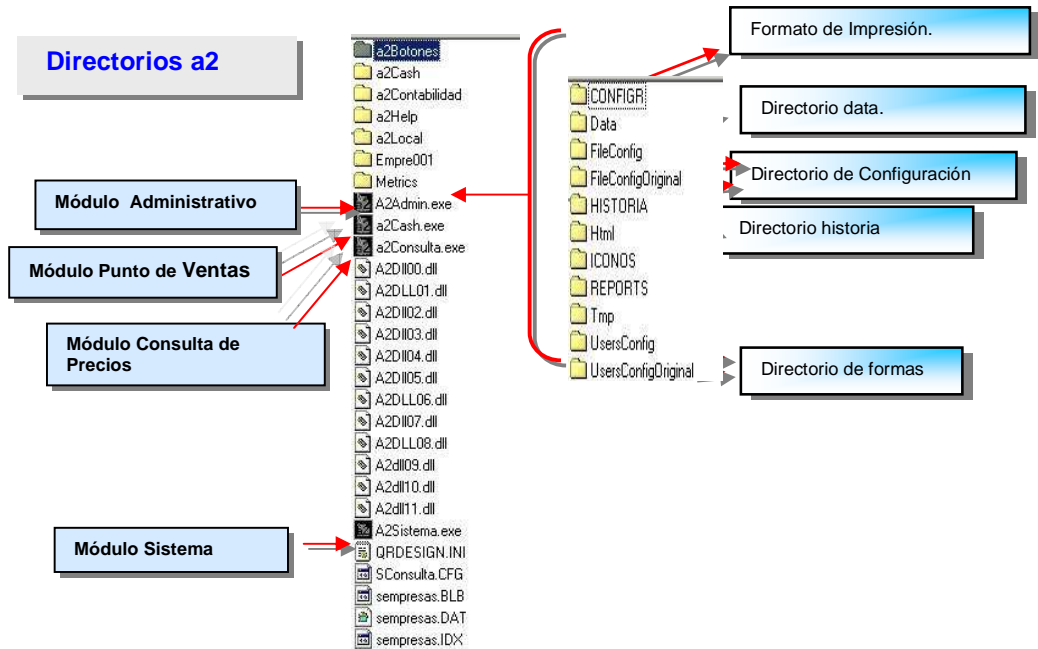 Directorios a2
Módulo Administrativo
Módulo Punto de Ventas
Módulo Consulta de
Precios
Módulo Sistema
a2Botones
a2Cash
a2Contabilidad
a2Help
a2Local
Empre001
Metrics
A2Admin.exe
a2Cash.exe
a2Consulta.exe
A2Dll00.dll
A2DLL01.dll
A2Dll02.dll
A2Dll03.dll
A2Dll04.dll
A2Dll05.dll
A2DLL06.dll
A2Dll07.dll
A2DLL08.dll
A2dll09.dll
A2dll10.dll
A2dll11.dll
A2Sistema.exe
QRDESIGN.INI
SConsulta.CFG
sempresas.BLB
sempresas.DAT
sempresas.IDX
CONFIGR
Data
FileConfig
FileConfigOriginal
HISTORIA
Html
ICONOS
REPORTS
Tmp
UsersConfig
UsersConfigOriginal
Formato de Impresión.
Directorio data.
Directorio de Configuración
Directorio historia
Directorio de formas